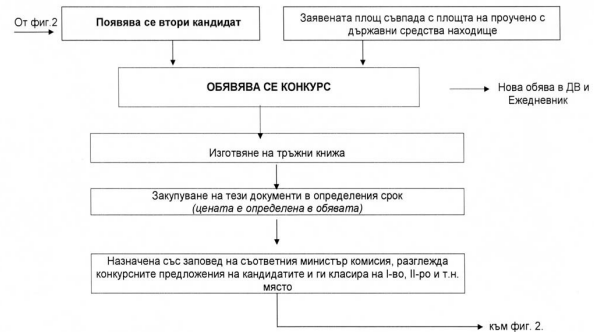 От фиг.2
Появява се втори кандидат
Заявената площ съвпада с площта на проучено с
държавни средства находище
ОБЯВЯВА СЕ КОНКУРС
Нова обява в ДВ и
Ежедневник
Изготвяне на тръжни книжа
Закупуване на тези документи в определения срок
(цената е определена в обявата)
Назначена със заповед на съответния министър комисия, разглежда
конкурсните предложения на кандидатите и ги класира на I-во, II-ро и т.н.
място
към фиг. 2.